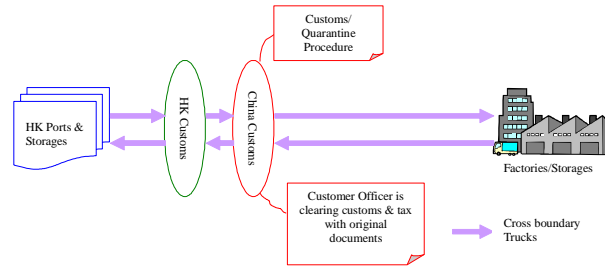 Customs/
Quarantine
Procedure
HK Ports &
Storages
HK Customs
China Customs
Factories/Storages
Customer Officer is
clearing customs & tax
with original
documents
Cross boundary
Trucks